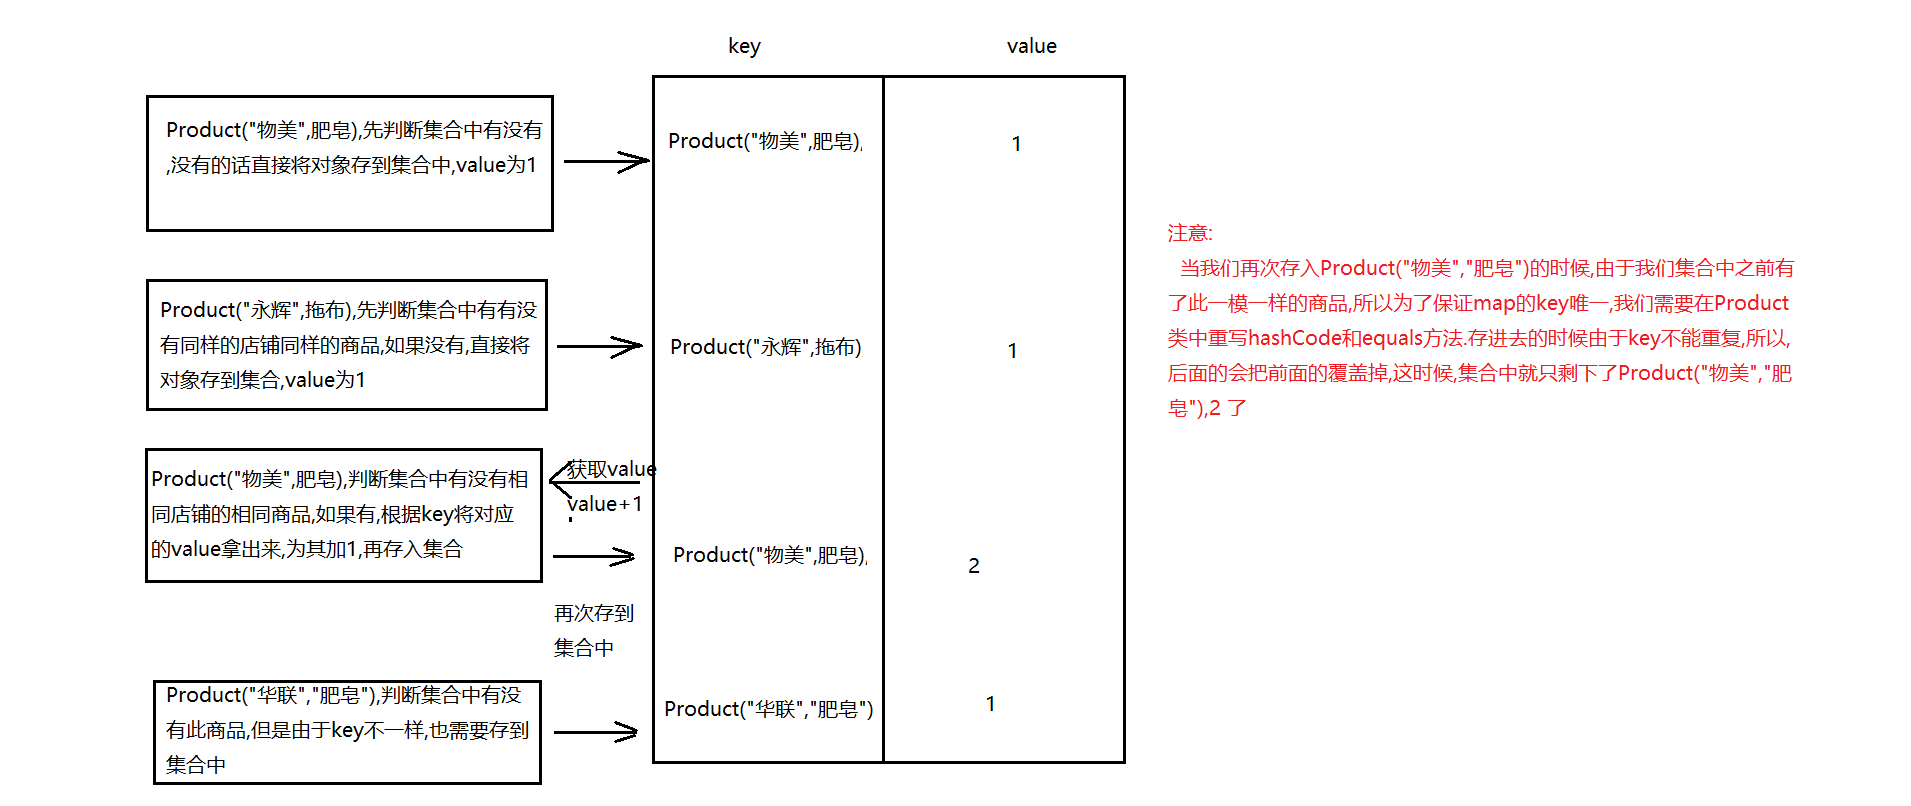 key
value
Product("物美",肥皂),先判断集合中有没有
,没有的话直接将对象存到集合中,value为1
Product("物美",肥皂),
1
Product("永辉",拖布),先判断集合中有有没
有同样的店铺同样的商品,如果没有,直接将
对象存到集合,value为1
Product("永辉",拖布)
1
Product("物美",肥皂),判断集合中有没有相
同店铺的相同商品,如果有,根据key将对应
的value拿出来,为其加1,再存入集合
获取value
value+1
Product("物美",肥皂),
2
再次存到
集合中
Product("华联","肥皂"),判断集合中有没
有此商品,但是由于key不一样,也需要存到
集合中
Product("华联","肥皂")
1
注意:
当我们再次存入Product("物美","肥皂")的时候,由于我们集合中之前有
了此一模一样的商品,所以为了保证map的key唯一,我们需要在Product
类中重写hashCode和equals方法.存进去的时候由于key不能重复,所以,
后面的会把前面的覆盖掉,这时候,集合中就只剩下了Product("物美","肥
皂"),2 了